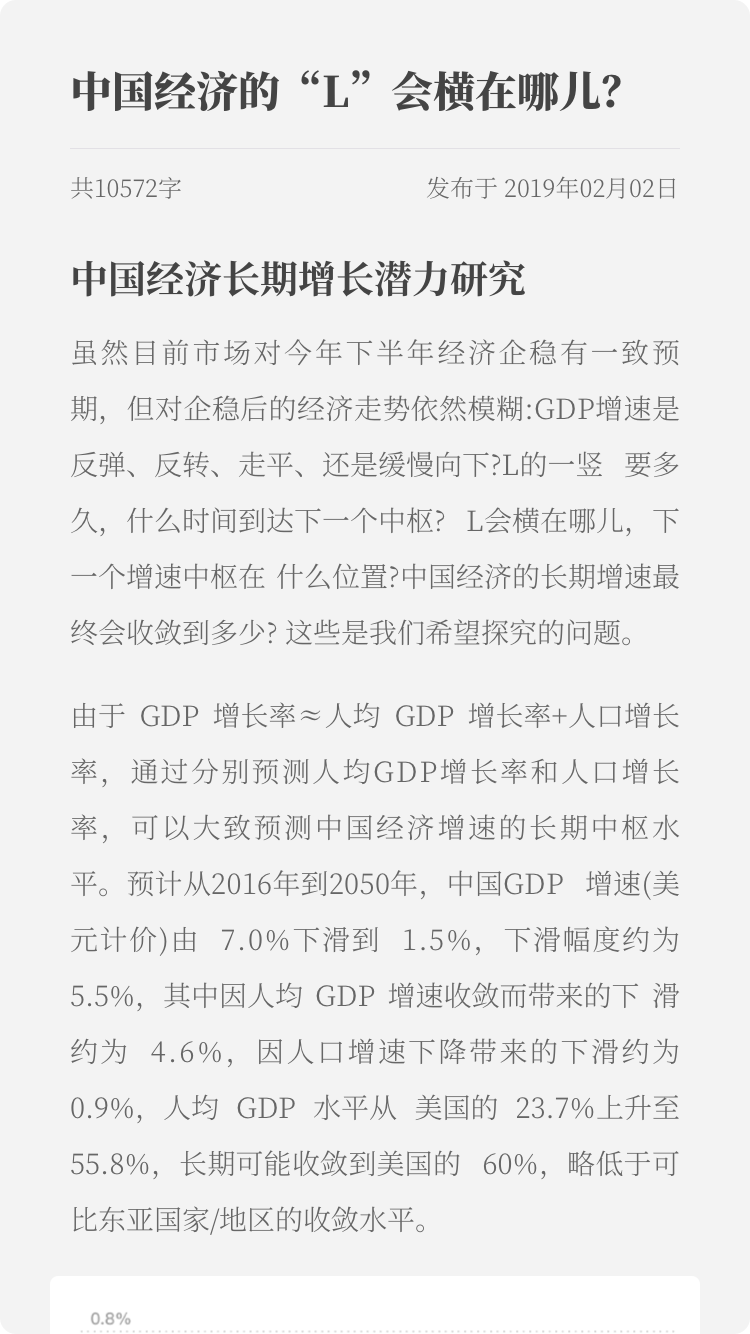 中国经济的“L”会横在哪儿？
共10572字
发布于 2019年02月02日
中国经济长期增长潜力研究
虽然目前市场对今年下半年经济企稳有一致预
期，但对企稳后的经济走势依然模糊:GDP增速是
反弹、反转、走平、还是缓慢向下?L的一竖 要多
久，什么时间到达下一个中枢？ L会横在哪儿，下
一个增速中枢在 什么位置?中国经济的长期增速最
终会收敛到多少? 这些是我们希望探究的问题。
由于 GDP 增长率≈人均 GDP 增长率+人口增长
率，通过分别预测人均GDP增长率和人口增长
率，可以大致预测中国经济增速的长期中枢水
平。预计从2016年到2050年，中国GDP 增速(美
元计价)由 7.0%下滑到 1.5%，下滑幅度约为
5.5%，其中因人均 GDP 增速收敛而带来的下 滑
约为 4.6%，因人口增速下降带来的下滑约为
0.9%，人均 GDP 水平从 美国的 23.7%上升至
55.8%，长期可能收敛到美国的 60%，略低于可
比东亚国家/地区的收敛水平。
0.8%